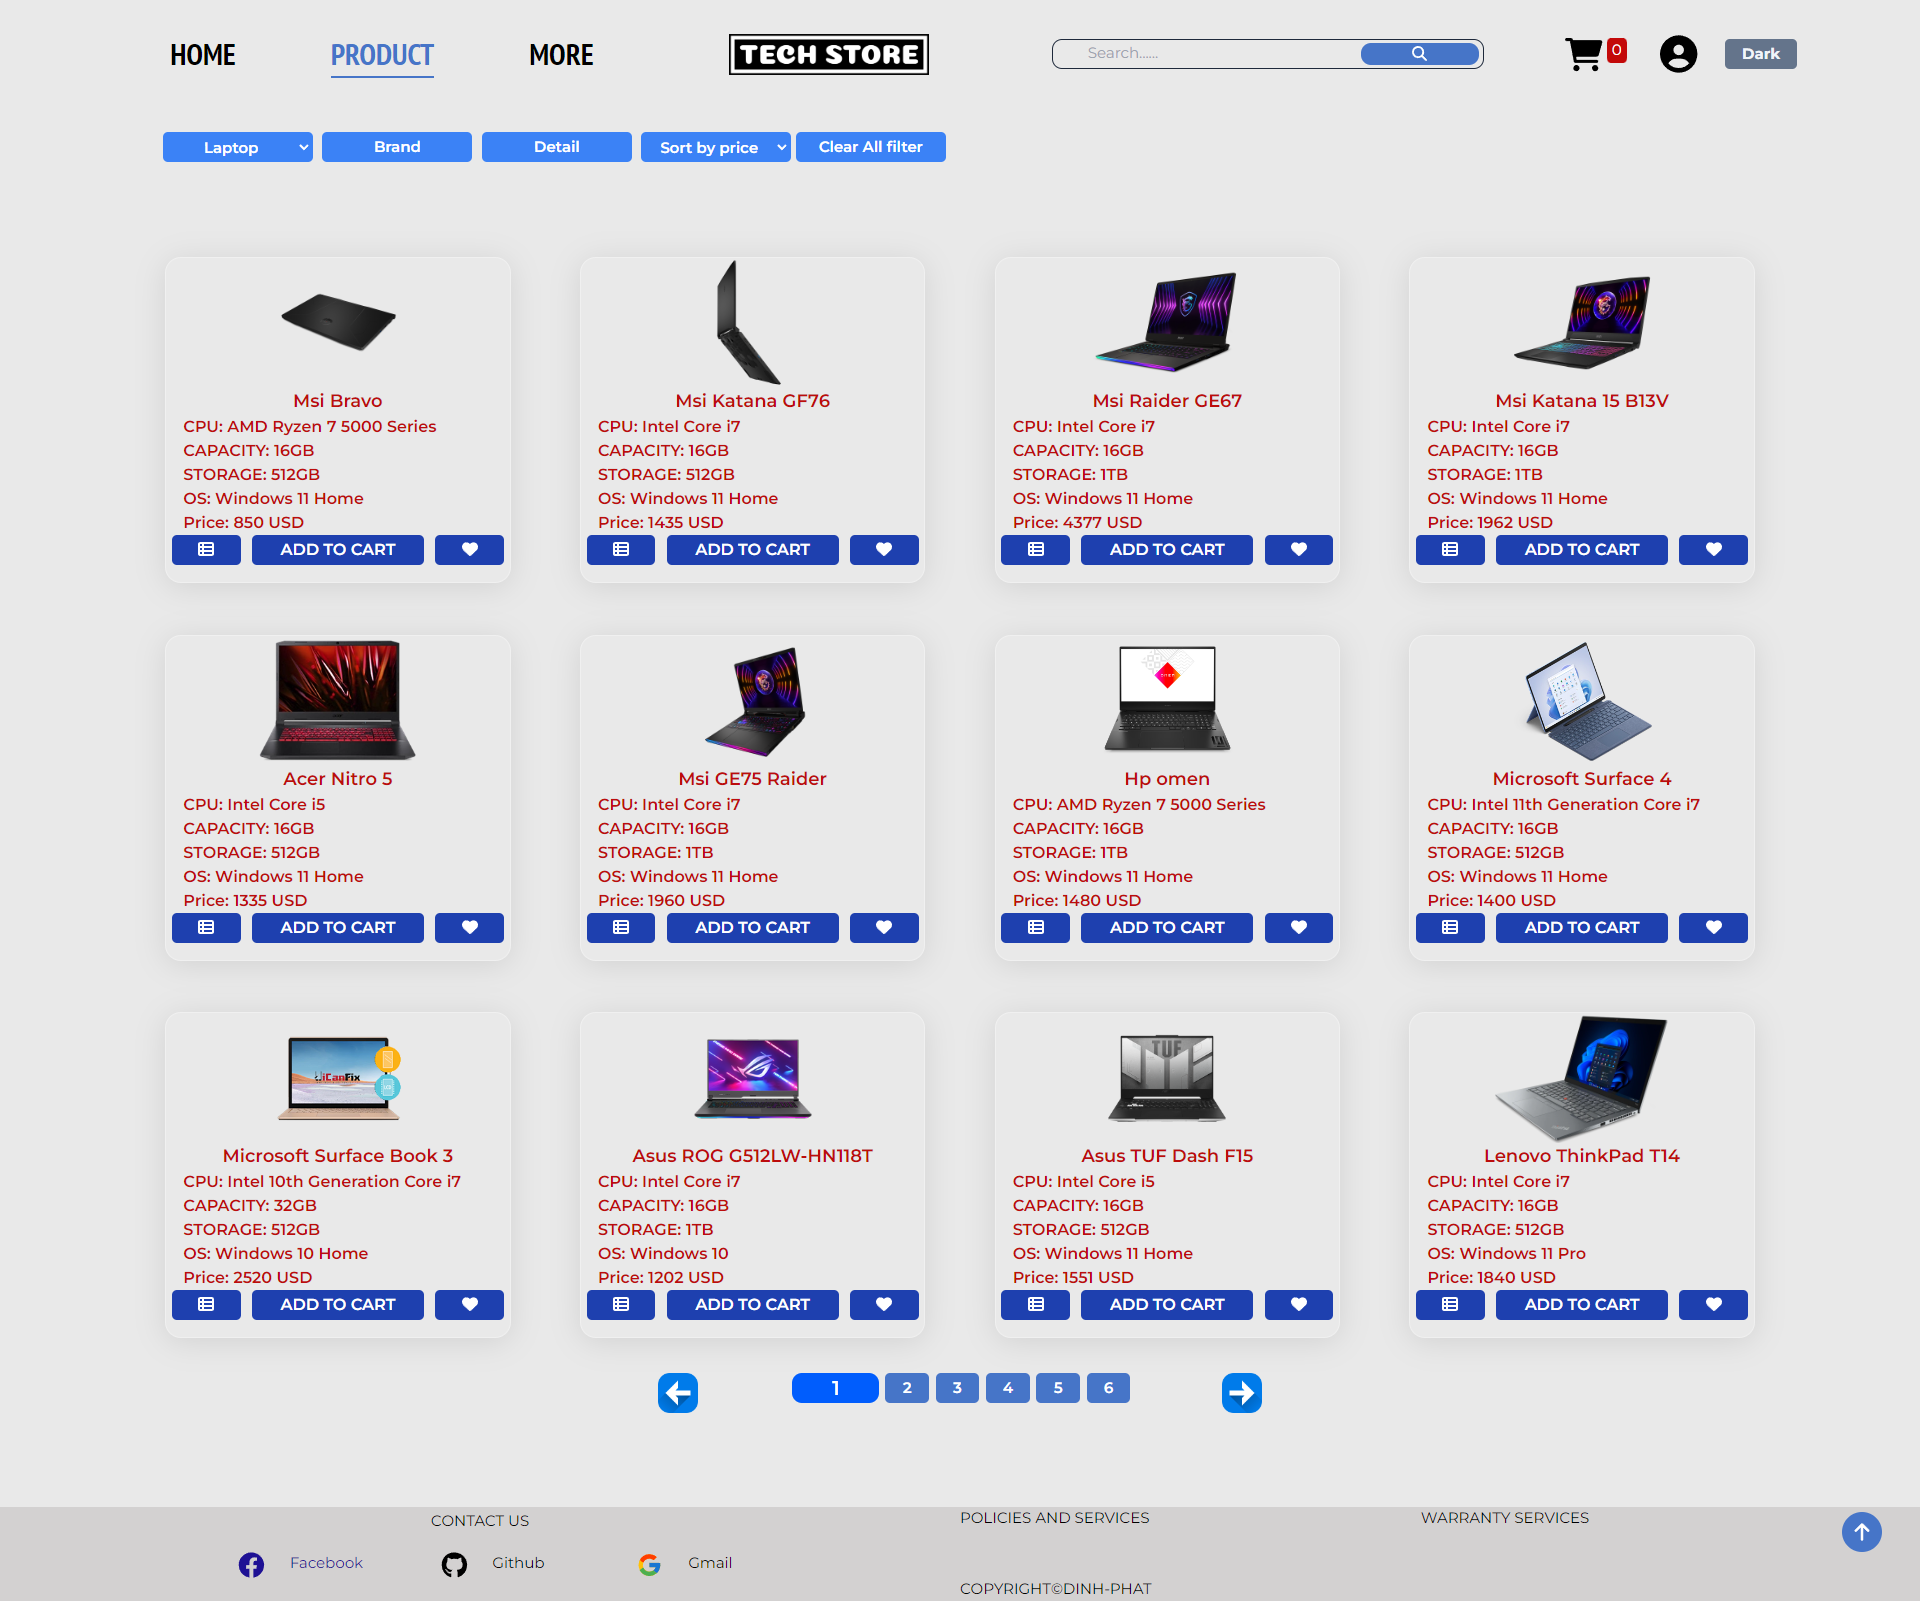 HOME
PRODUCT
MORE
TECH STORE
Search......
0
Dark
Laptop
Brand
Detail
Sort by price
Clear All filter
Msi Bravo
CPU: AMD Ryzen 7 5000 Series
CAPACITY: 16GB
STORAGE: 512GB
OS: Windows 11 Home
Price: 850 USD
ADD TO CART
Msi Katana GF76
CPU: Intel Core i7
CAPACITY: 16GB
STORAGE: 512GB
OS: Windows 11 Home
Price: 1435 USD
ADD TO CART
Msi Raider GE67
CPU: Intel Core i7
CAPACITY: 16GB
STORAGE: 1TB
OS: Windows 11 Home
Price: 4377 USD
ADD TO CART
Msi Katana 15 B13V
CPU: Intel Core i7
CAPACITY: 16GB
STORAGE: 1TB
OS: Windows 11 Home
Price: 1962 USD
ADD TO CART
Acer Nitro 5
CPU: Intel Core i5
CAPACITY: 16GB
STORAGE: 512GB
OS: Windows 11 Home
Price: 1335 USD
ADD TO CART
Msi GE75 Raider
CPU: Intel Core i7
CAPACITY: 16GB
STORAGE: 1TB
OS: Windows 11 Home
Price: 1960 USD
ADD TO CART
Hp omen
CPU: AMD Ryzen 7 5000 Series
CAPACITY: 16GB
STORAGE: 1TB
OS: Windows 11 Home
Price: 1480 USD
ADD TO CART
Microsoft Surface 4
CPU: Intel 11th Generation Core i7
CAPACITY: 16GB
STORAGE: 512GB
OS: Windows 11 Home
Price: 1400 USD
ADD TO CART
iCanFix
Microsoft Surface Book 3
CPU: Intel 10th Generation Core i7
CAPACITY: 32GB
STORAGE: 512GB
OS: Windows 10 Home
Price: 2520 USD
ADD TO CART
Asus ROG G512LW-HN118T
CPU: Intel Core i7
CAPACITY: 16GB
STORAGE: 1TB
OS: Windows 10
Price: 1202 USD
ADD TO CART
TUF
Asus TUF Dash F15
CPU: Intel Core i5
CAPACITY: 16GB
STORAGE: 512GB
OS: Windows 11 Home
Price: 1551 USD
ADD TO CART
Lenovo ThinkPad T14
CPU: Intel Core i7
CAPACITY: 16GB
STORAGE: 512GB
OS: Windows 11 Pro
Price: 1840 USD
ADD TO CART
1
2
3
4
5
6
CONTACT US
Facebook
Github
Gmail
POLICIES AND SERVICES
COPYRIGHT©DINH-PHAT
WARRANTY SERVICES